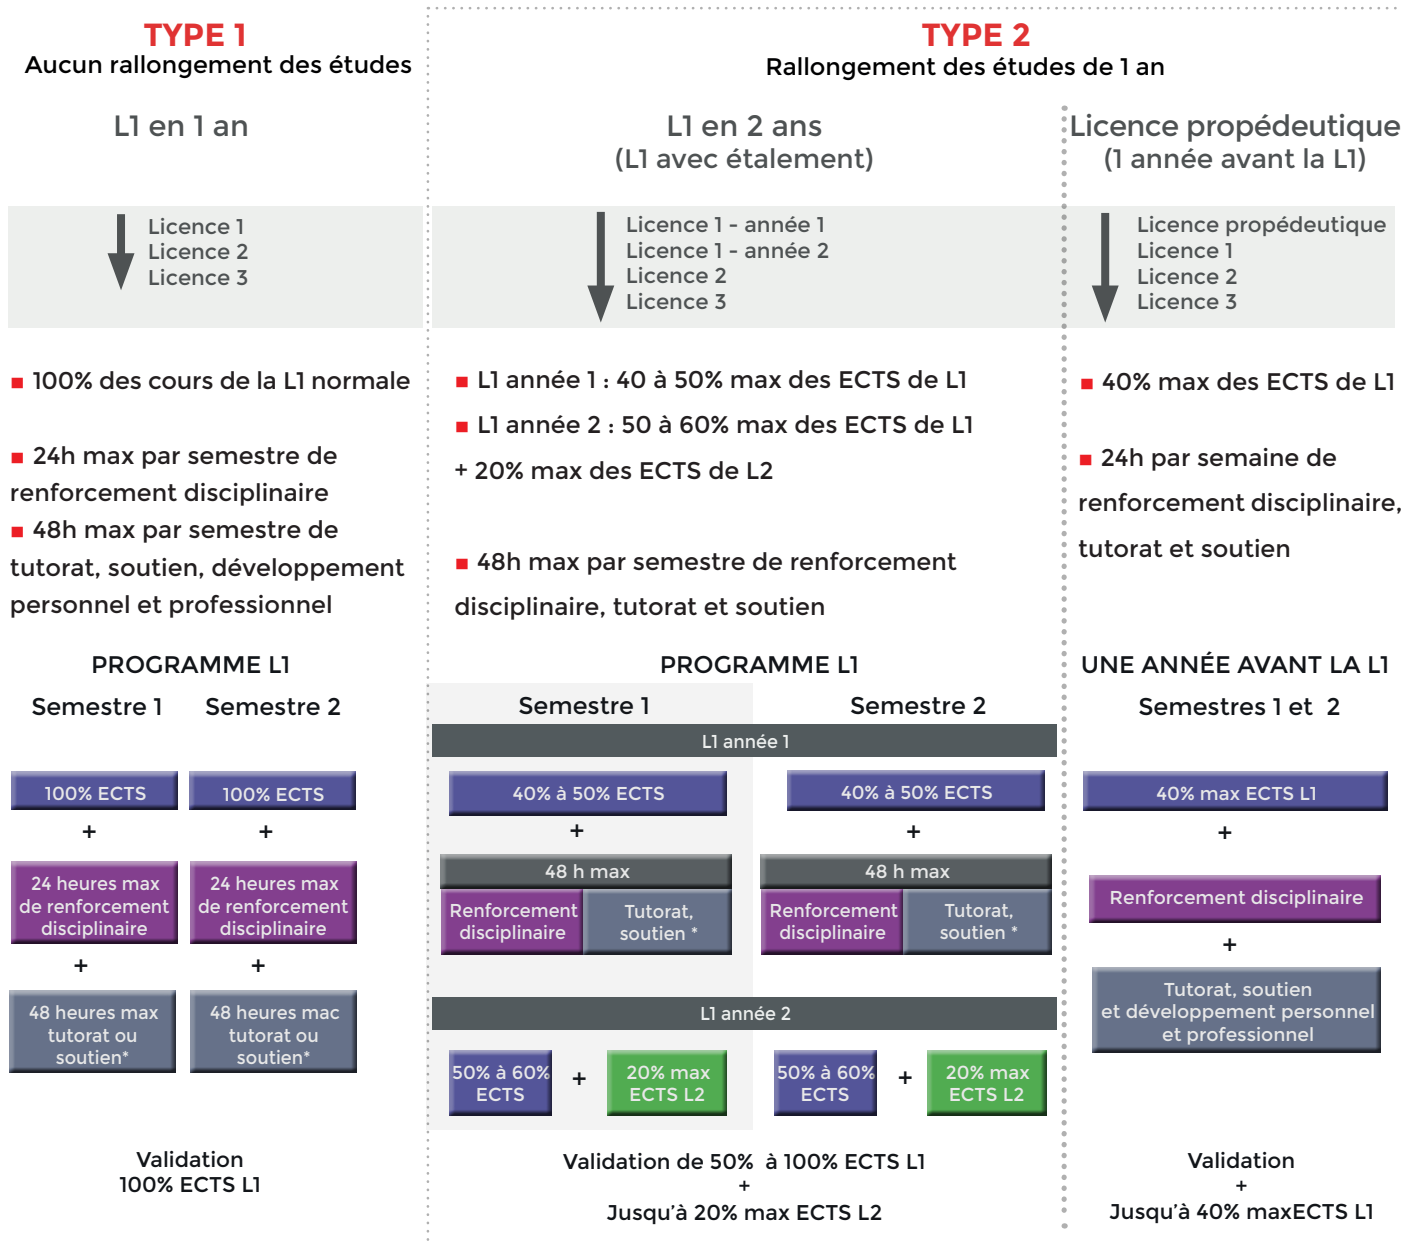 TYPE 1
Aucun rallongement des études
L1 en 1 an
Licence 1
Licence 2
Licence 3
■ 100% des cours de la L1 normale
■ 24h max par semestre de
renforcement disciplinaire
■ 48h max par semestre de
tutorat, soutien, développement
personnel et professionnel
PROGRAMME L1
Semestre 1 Semestre 2
100% ECTS 100% ECTS
+ +
24 heures max
de renforcement
disciplinaire
24 heures max
de renforcement
disciplinaire
+ +
48 heures max
tutorat ou
soutien*
48 heures mac
tutorat ou
soutien*
Validation
100% ECTS L1
TYPE 2
Rallongement des études de 1 an
L1 en 2 ans
(L1 avec étalement)
Licence 1 - année 1
Licence 1 - année 2
Licence 2
Licence 3
■ L1 année 1 : 40 à 50% max des ECTS de L1
■ L1 année 2 : 50 à 60% max des ECTS de L1
+ 20% max des ECTS de L2
■ 48h max par semestre de renforcement
disciplinaire, tutorat et soutien
PROGRAMME L1
Semestre 1 Semestre 2
L1 année 1
40% à 50% ECTS 40% à 50% ECTS
+ +
48 h max 48 h max
Renforcement
disciplinaire
Tutorat,
soutien *
Renforcement
disciplinaire
Tutorat,
soutien *
L1 année 2
50% à 60%
ECTS
+
20% max
ECTS L2
50% à 60%
ECTS
+
20% max
ECTS L2
Validation de 50% à 100% ECTS L1
+
Jusqu'à 20% max ECTS L2
Licence propédeutique
(1 année avant la L1)
Licence propédeutique
Licence 1
Licence 2
Licence 3
■ 40% max des ECTS de L1
■ 24h par semaine de
renforcement disciplinaire,
tutorat et soutien
UNE ANNÉE AVANT LA L1
Semestres 1 et 2
40% max ECTS L1
+
Renforcement disciplinaire
+
Tutorat, soutien
et développement personnel
et professionnel
Validation
+
Jusqu'à 40% maxECTS L1